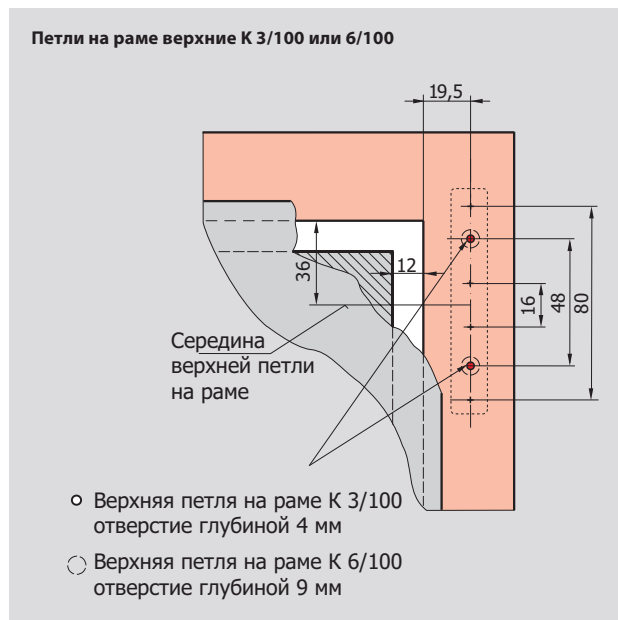 Петли на раме верхние К 3/100 или 6/100
19,5
36
12
16
48
80
Середина
верхней петли
на раме
Верхняя петля на раме К 3/100
отверстие глубиной 4 мм
Верхняя петля на раме К 6/100
отверстие глубиной 9 мм